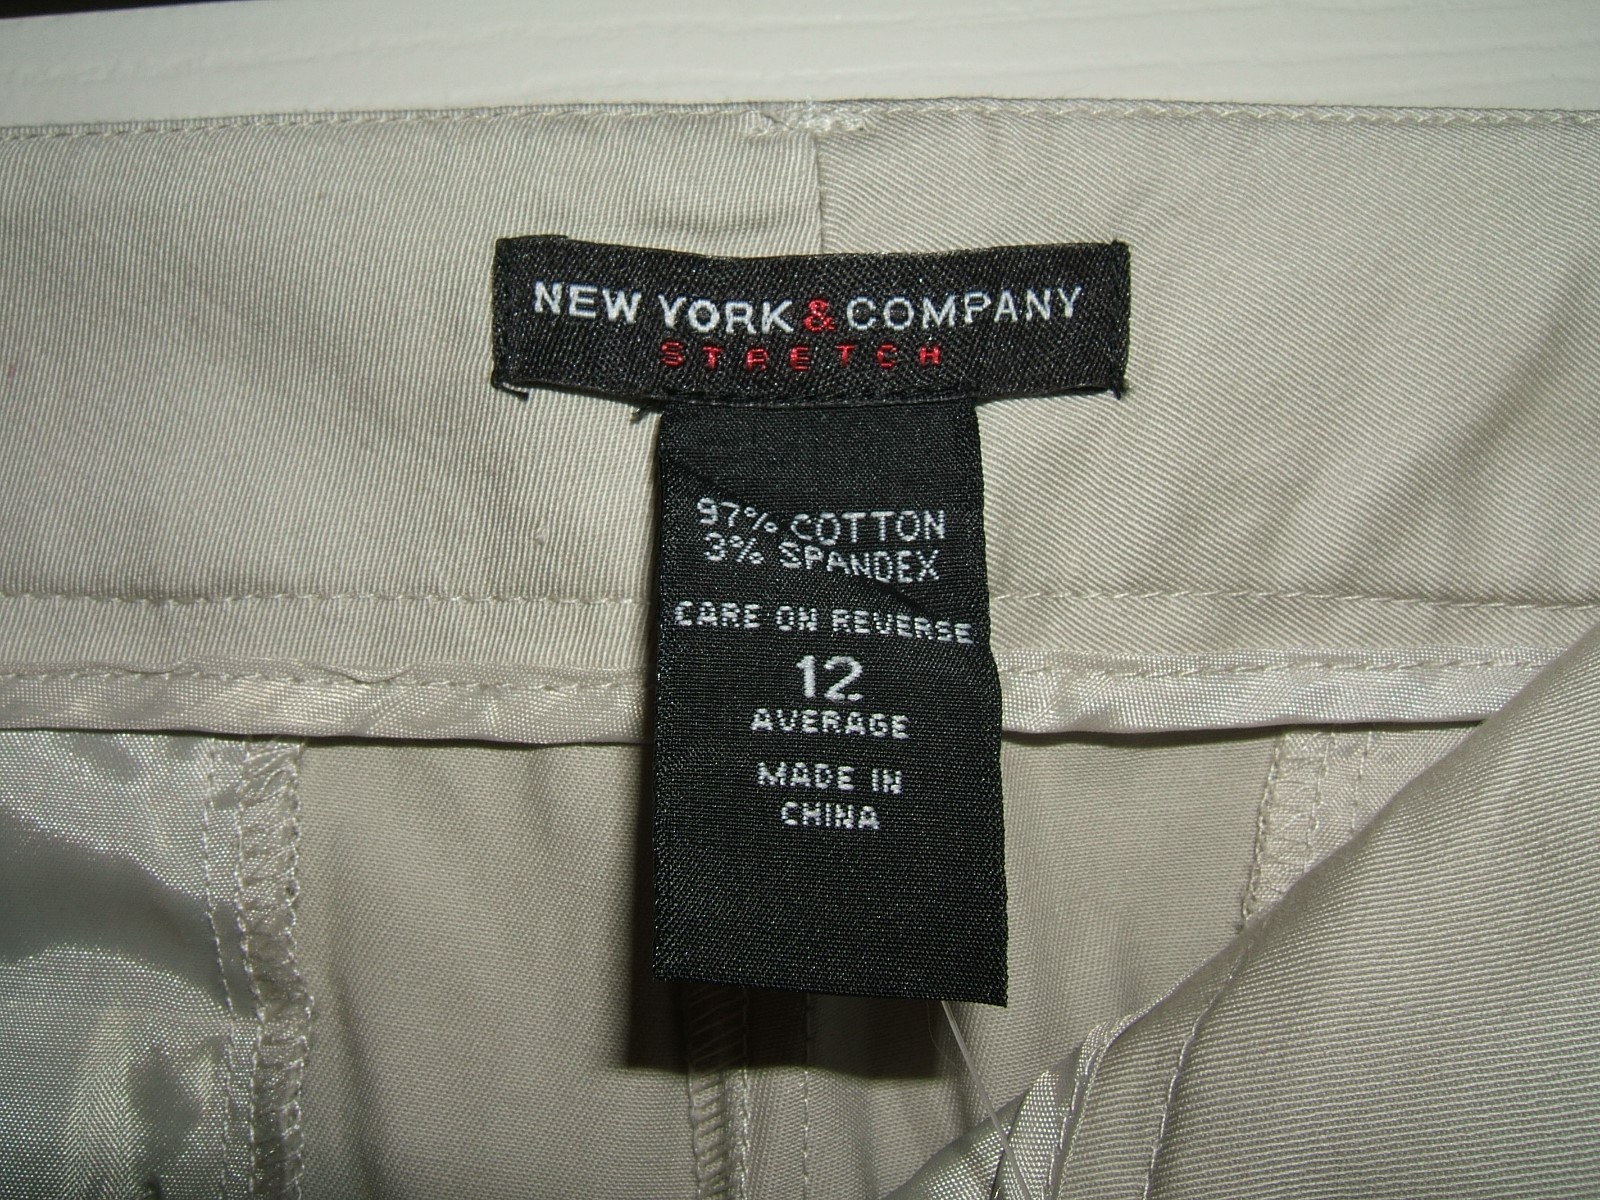 NEW YORK & COMPANY
STRETCH
97% COTTON
3% SPANDEX
CARE ON REVERSE
12
AVERAGE
MADE IN
CHINA